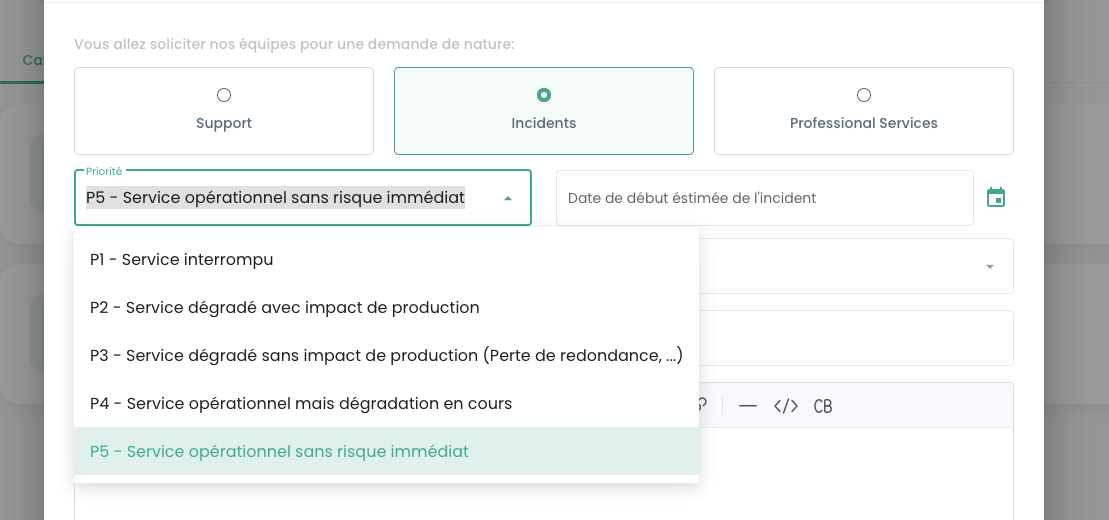 Vous allez soliciter nos équipes pour une demande de nature:
Ca
Support
Incidents
Professional Services
Priorité
P5 - Service opérationnel sans risque immédiat
Date de début éstimée de l'incident
P1 - Service interrompu
P2 - Service dégradé avec impact de production
P3 - Service dégradé sans impact de production (Perte de redondance, ...)
P4 - Service opérationnel mais dégradation en cours
</> CB
P5 - Service opérationnel sans risque immédiat